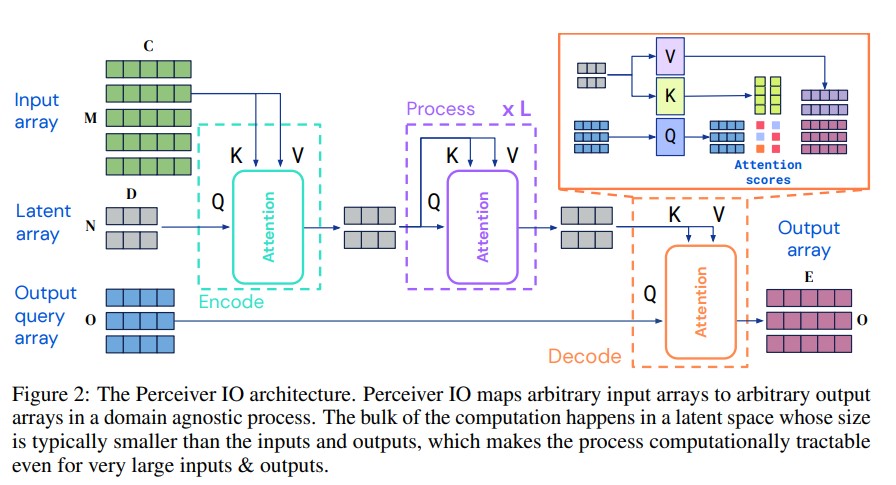 C
Input
array
M
Process x L
K V
Q
Attention
Encode
Latent
array
D
N
K V
Q
Attention
V
K
Q
Attention
scores
K V
Q
Attention
Decode
Output
query
array
O
Output
array
E
O
Figure 2: The Perceiver IO architecture. Perceiver IO maps arbitrary input arrays to arbitrary output
arrays in a domain agnostic process. The bulk of the computation happens in a latent space whose size
is typically smaller than the inputs and outputs, which makes the process computationally tractable
even for very large inputs & outputs.